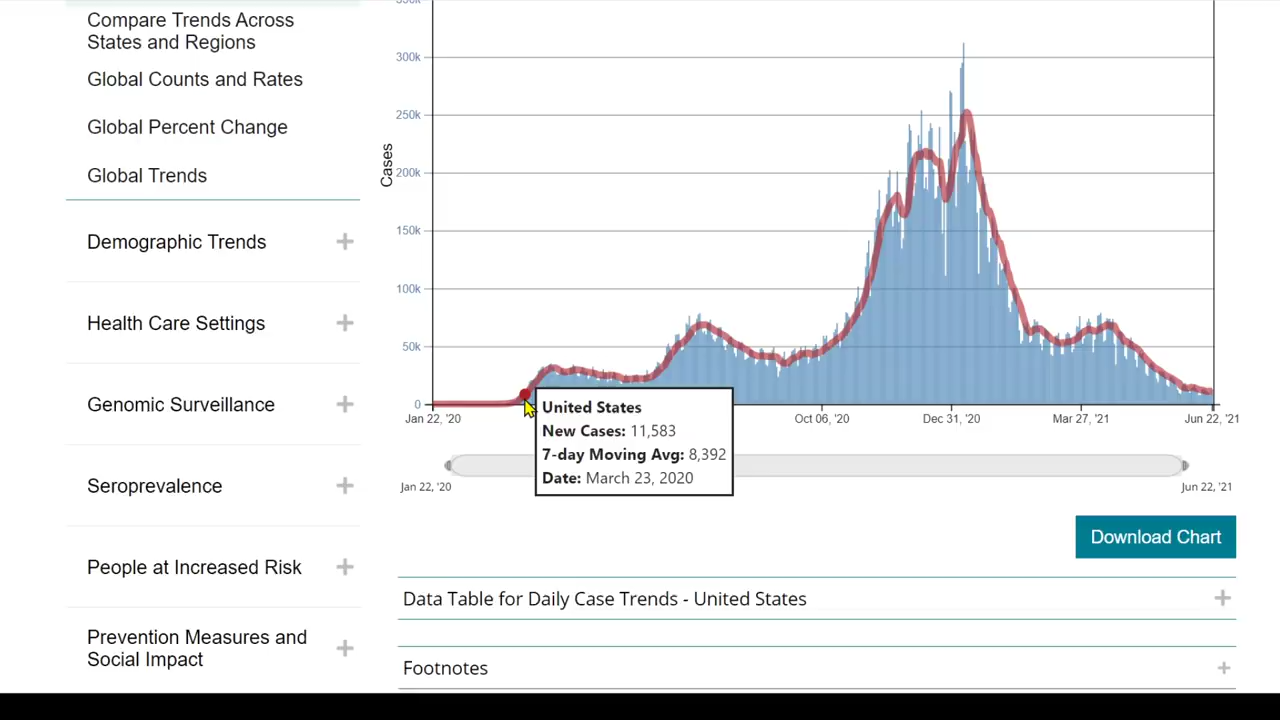 Compare Trends Across
States and Regions
Global Counts and Rates
Global Percent Change
Global Trends
Demographic Trends
Health Care Settings
Genomic Surveillance
Seroprevalence
People at Increased Risk
Prevention Measures and
Social Impact
350k
300k
250k
200k
150k
100k
50k
0
Cases
Jan 22, '20
Oct 06, '20
Dec 31, '20
Mar 27, '21
Jun 22, '21
United States
New Cases: 11,583
7-day Moving Avg: 8,392
Date: March 23, 2020
Jan 22, '20
Jun 22, '21
Download Chart
Data Table for Daily Case Trends - United States
Footnotes